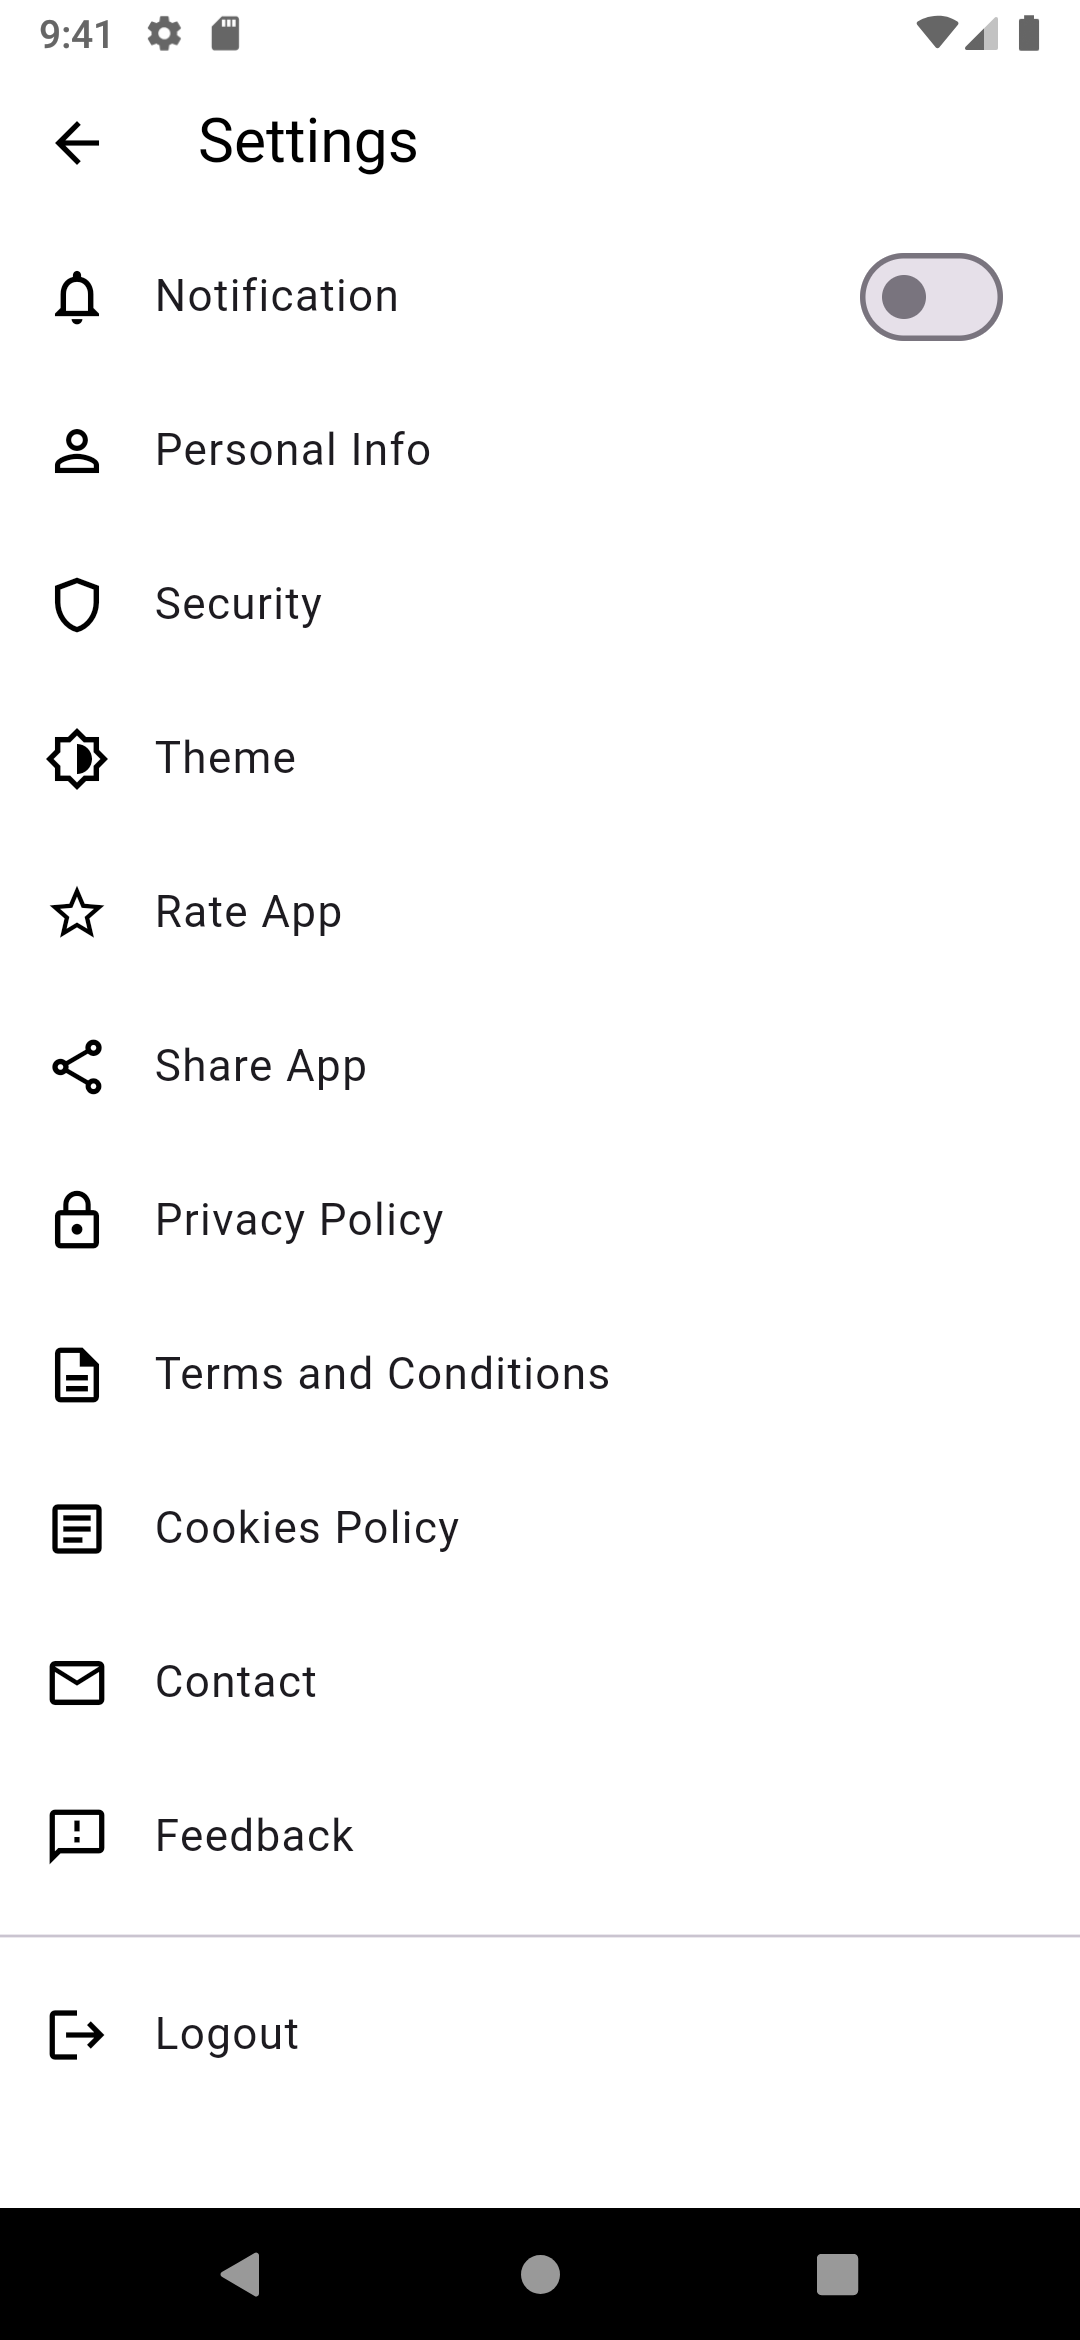 9:41
Settings
Notification
Personal Info
Security
Theme
Rate App
Share App
Privacy Policy
Terms and Conditions
Cookies Policy
Contact
Feedback
Logout